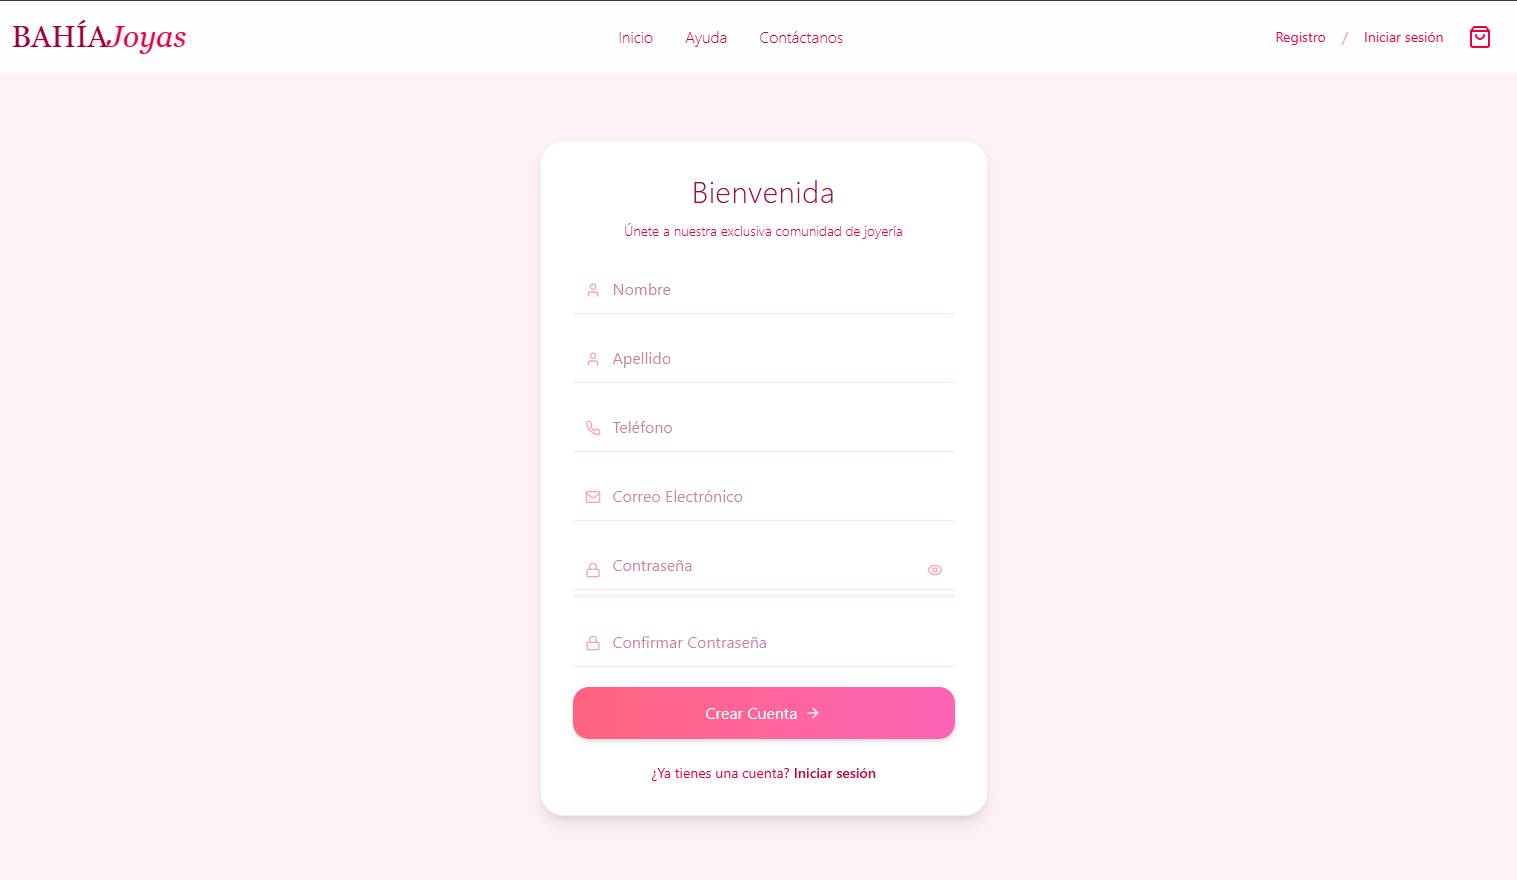 BAHÍAJoyas
Inicio Ayuda Contáctanos
Registro / Iniciar sesión
Bienvenida
Únete a nuestra exclusiva comunidad de joyería
Nombre
Apellido
Teléfono
Correo Electrónico
Contraseña
Confirmar Contraseña
Crear Cuenta →
¿Ya tienes una cuenta? Iniciar sesión